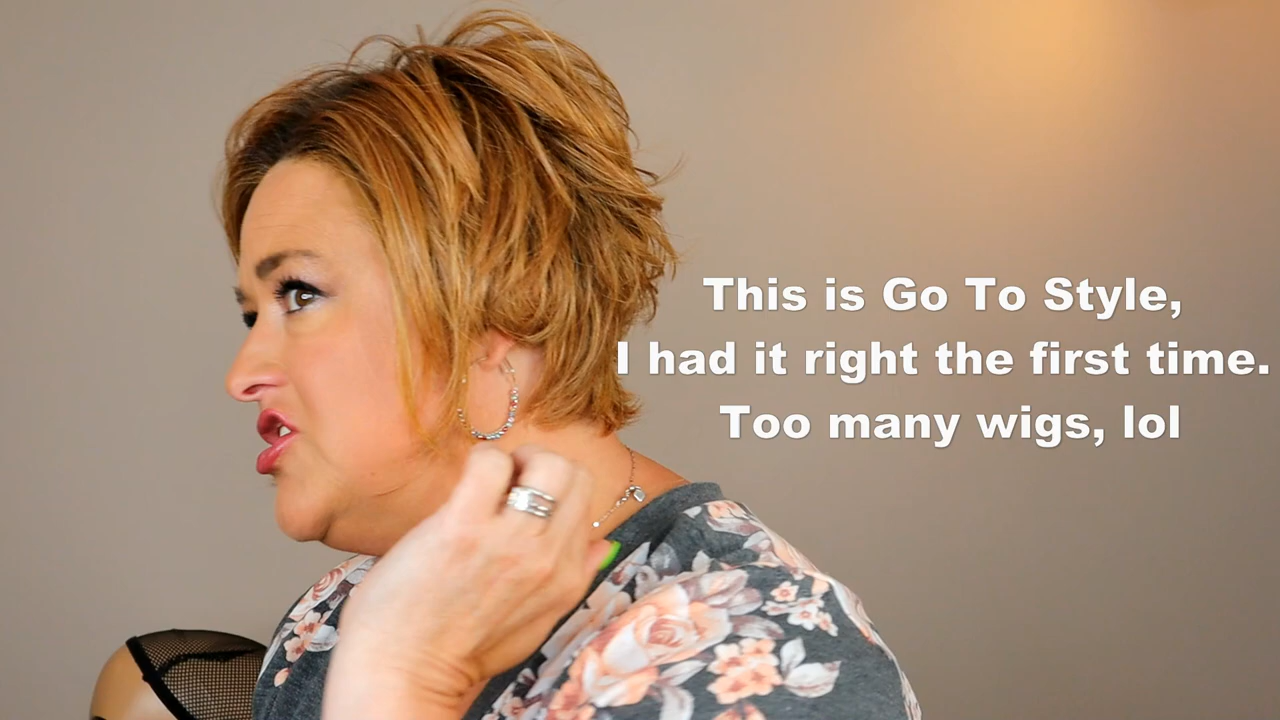 This is Go To Style,
I had it right the first time.
Too many wigs, lol